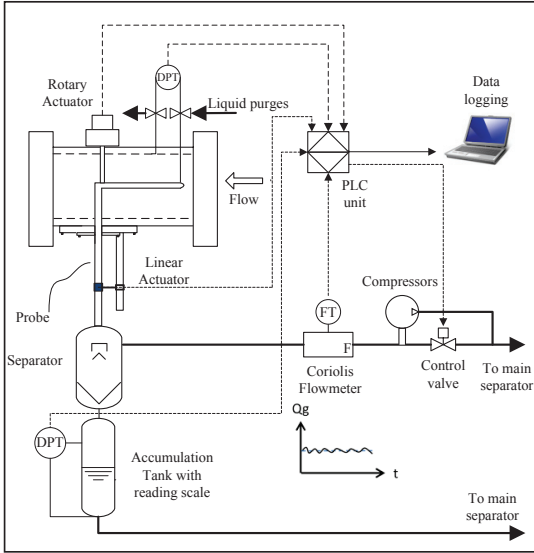 DPT
Rotary
Actuator
Liquid purges
Data
logging
PLC
unit
Flow
Linear
Actuator
Probe
Compressors
Separator
FT
F
Coriolis
Flowmeter
Control
valve
To main
separator
Qg
t
DPT
Accumulation
Tank with
reading scale
To main
separator